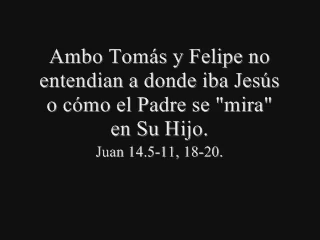 Ambo Tomás y Felipe no
entendian a donde iba Jesús
o cómo el Padre se "mira"
en Su Hijo.
Juan 14.5-11, 18-20.